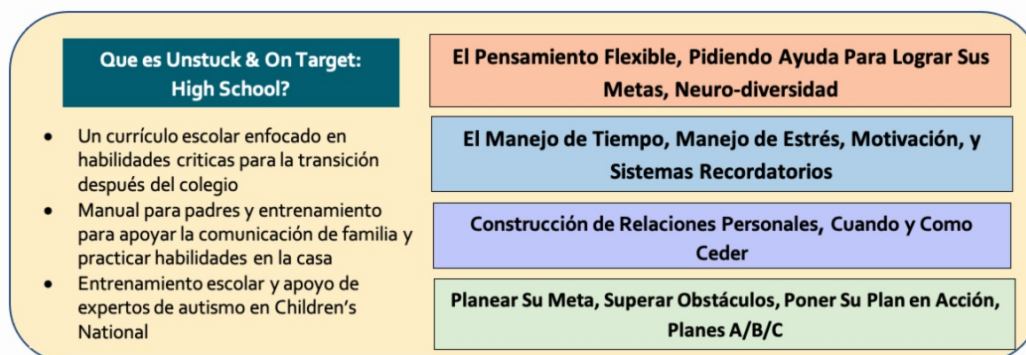 Que es Unstuck & On Target:
High School?
• Un currículo escolar enfocado en
habilidades criticas para la transición
después del colegio
• Manual para padres y entrenamiento
para apoyar la comunicación de familia y
practicar habilidades en la casa
• Entrenamiento escolar y apoyo de
expertos de autismo en Children's
National
El Pensamiento Flexible, Pidiendo Ayuda Para Lograr Sus
Metas, Neuro-diversidad
El Manejo de Tiempo, Manejo de Estrés, Motivación, y
Sistemas Recordatorios
Construcción de Relaciones Personales, Cuando y Como
Ceder
Planear Su Meta, Superar Obstáculos, Poner Su Plan en Acción,
Planes A/B/C